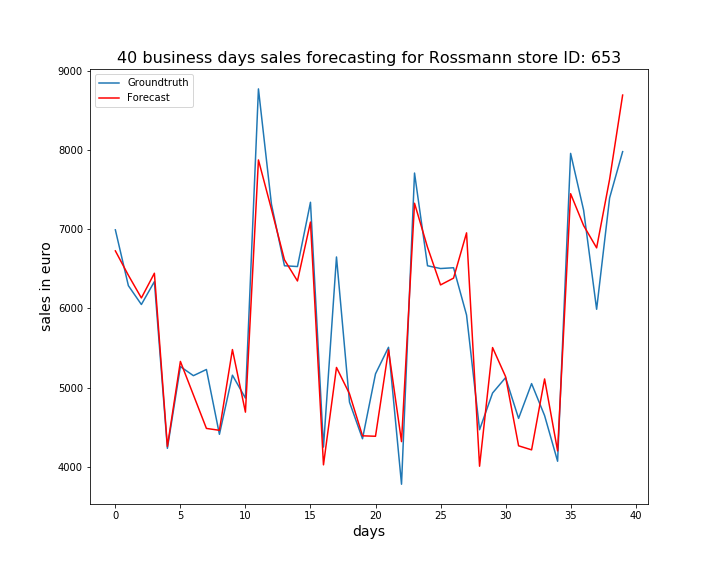 40 business days sales forecasting for Rossmann store ID: 653
Groundtruth
Forecast
9000
8000
7000
6000
5000
4000
sales in euro
0 5 10 15 20 25 30 35 40
days